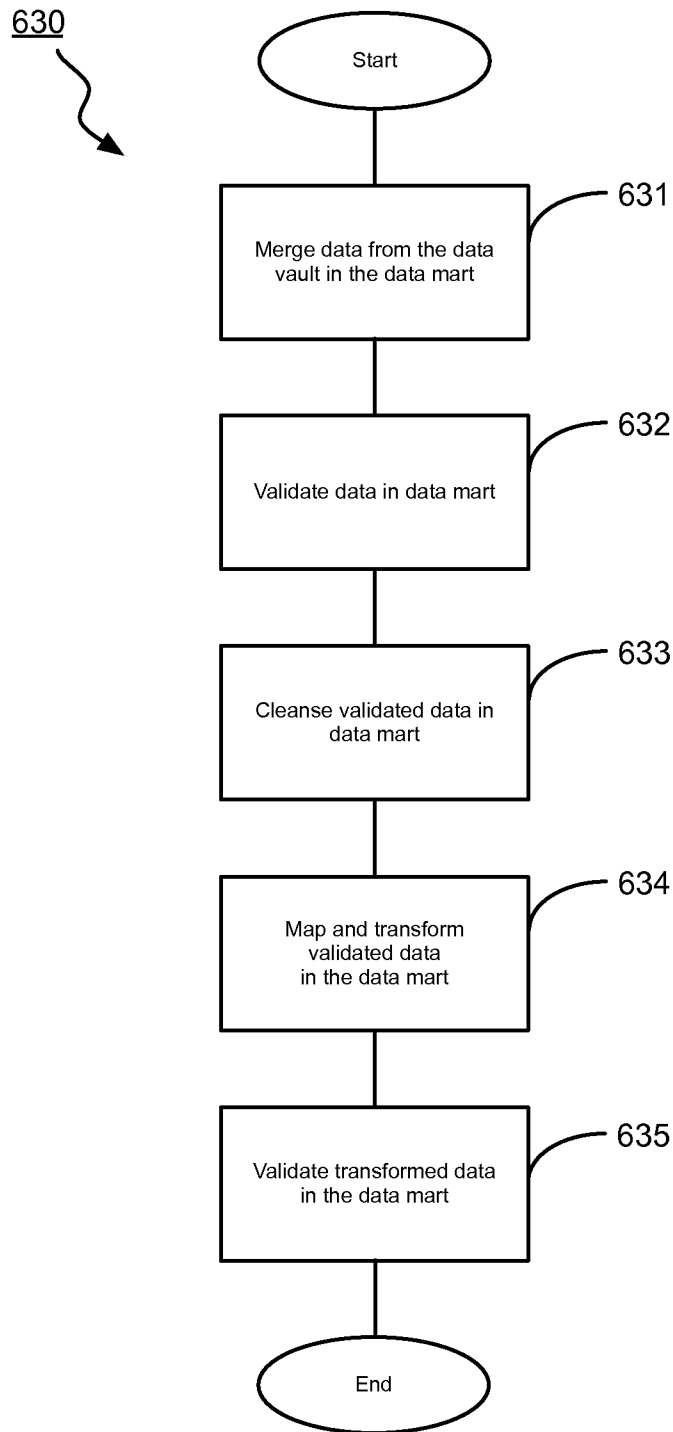 630
Start
631
Merge data from the data
vault in the data mart
632
Validate data in data mart
633
Cleanse validated data in
data mart
634
Map and transform
validated data
in the data mart
635
Validate transformed data
in the data mart
End